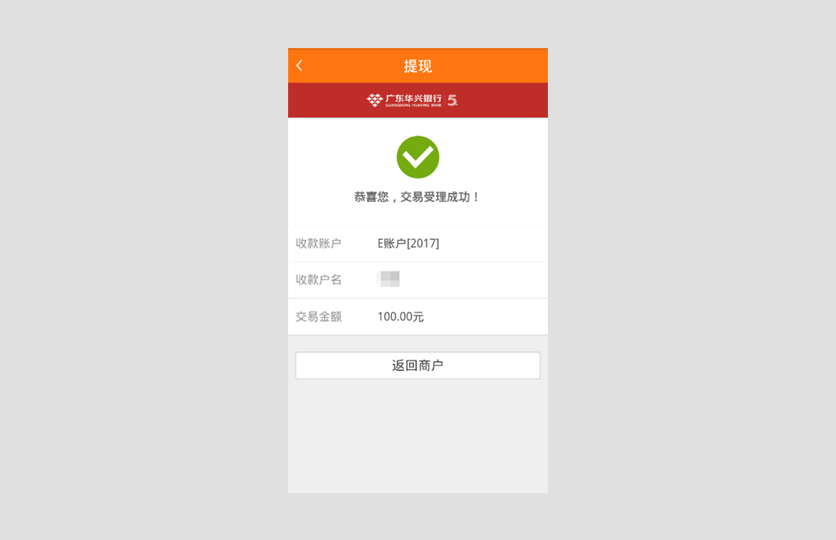 提现
广东华兴银行 5
GUANGDONG HUAXING BANK
恭喜您，交易受理成功！
收款账户 E账户[2017]
收款户名
交易金额 100.00元
返回商户